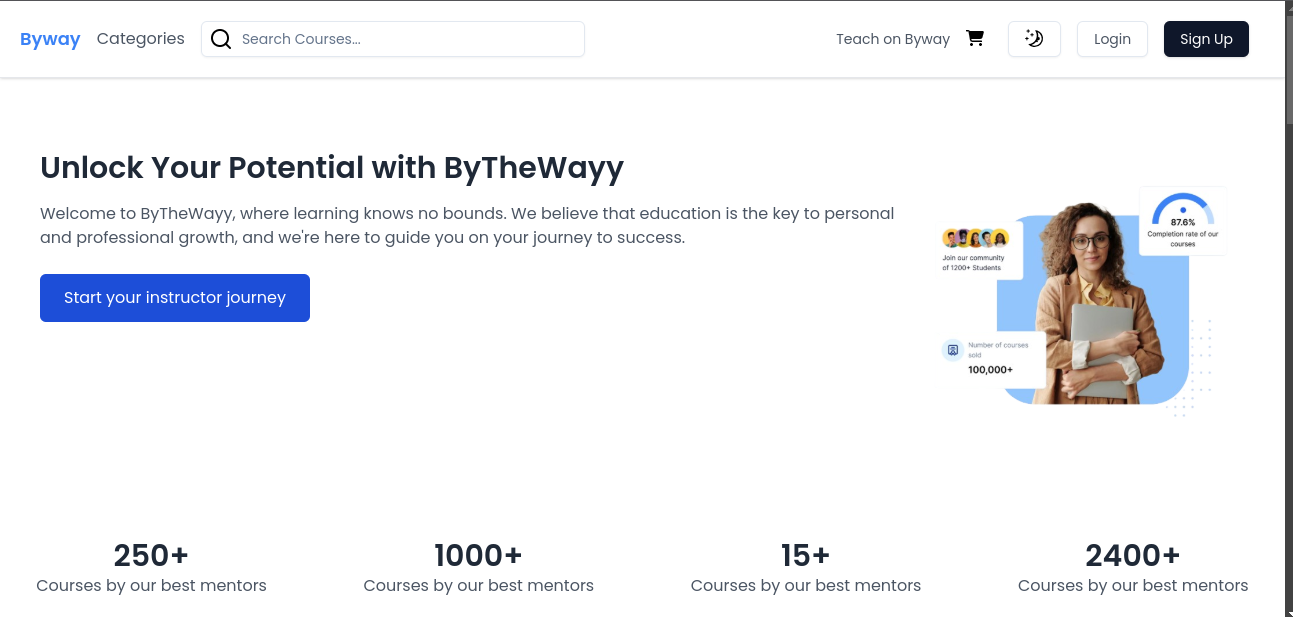 Byway Categories Search Courses... Teach on Byway Login Sign Up
Unlock Your Potential with ByTheWayy
Welcome to ByTheWayy, where learning knows no bounds. We believe that education is the key to personal
and professional growth, and we're here to guide you on your journey to success.
Start your instructor journey
87.6%
Completion rate of our
courses
Join our community
of 1200+ Students
Number of courses
sold
100,000+
250+ 1000+ 15+ 2400+
Courses by our best mentors Courses by our best mentors Courses by our best mentors Courses by our best mentors